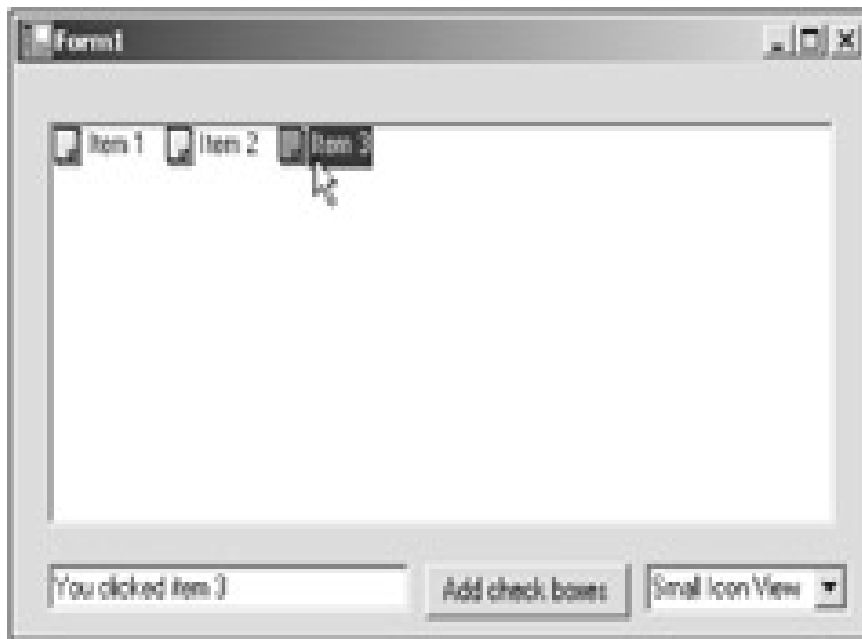 Form1
Item 1 Item 2 Item 3
You clicked item 3
Add check boxes
Small Icon View